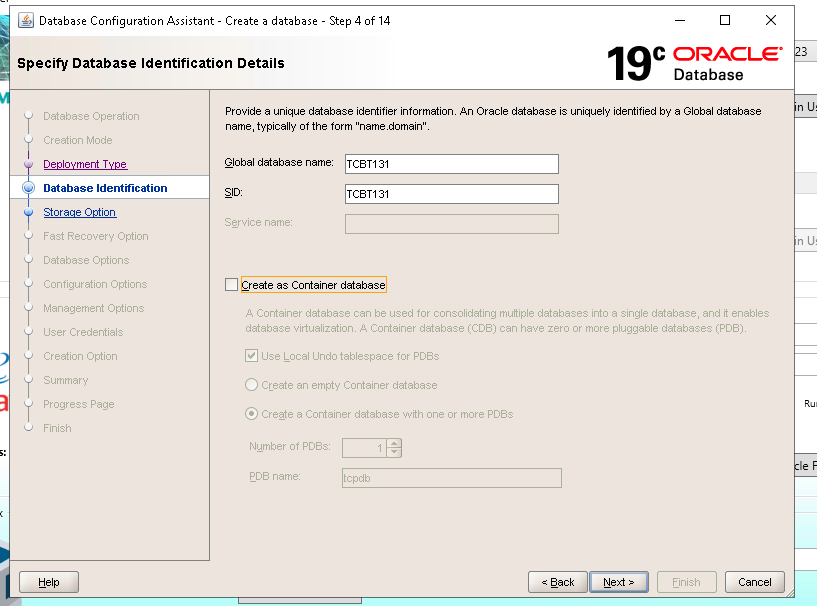 Database Configuration Assistant - Create a database - Step 4 of 14
Specify Database Identification Details
19c ORACLE
Database
Database Operation
Creation Mode
Deployment Type
Database Identification
Storage Option
Fast Recovery Option
Database Options
Configuration Options
Management Options
User Credentials
Creation Option
Summary
Progress Page
Finish
Provide a unique database identifier information. An Oracle database is uniquely identified by a Global database
name, typically of the form "name.domain".
Global database name: TCBT131
SID: TCBT131
Service name:
Create as Container database
A Container database can be used for consolidating multiple databases into a single database, and it enables
database virtualization. A Container database (CDB) can have zero or more pluggable databases (PDB).
Use Local Undo tablespace for PDBs
Create an empty Container database
Create a Container database with one or more PDBs
Number of PDBs: 1
PDB name: tcpdb
Help
< Back
Next >
Finish
Cancel
23
in Us
in Us
Ru
cle F
s: